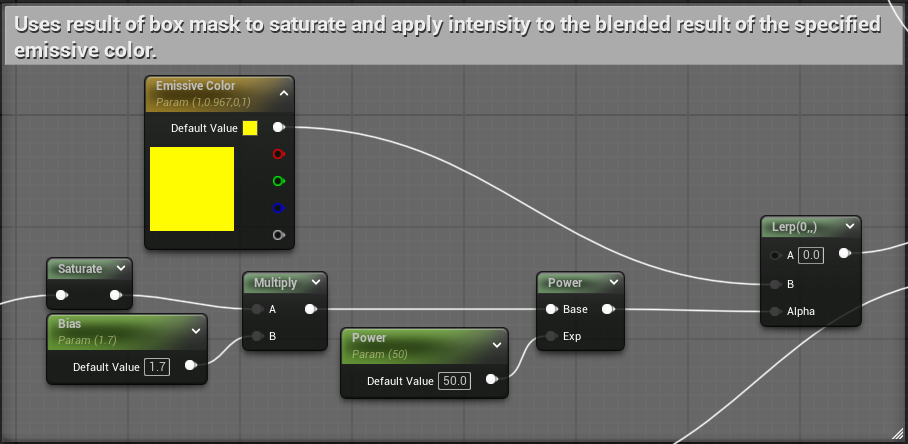 Uses result of box mask to saturate and apply intensity to the blended result of the specified
emissive color.
Emissive Color
Param (1,0.967,0,1)
Default Value
Saturate
Bias
Param (1.7)
Default Value 1.7
Multiply
A
B
Power
Param (50)
Default Value 50.0
Power
Base
Exp
Lerp(0,,)
A 0.0
B
Alpha